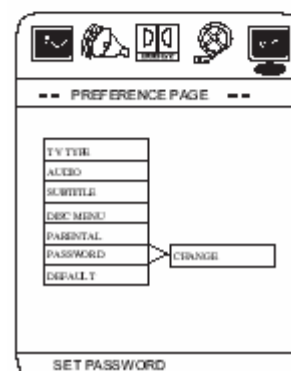 -- PREFERENCE PAGE --
TV TYPE
AUDIO
SUBTITLE
DISC MENU
PARENTAL
PASSWORD
CHANGE
DEFAULT
SET PASSWORD